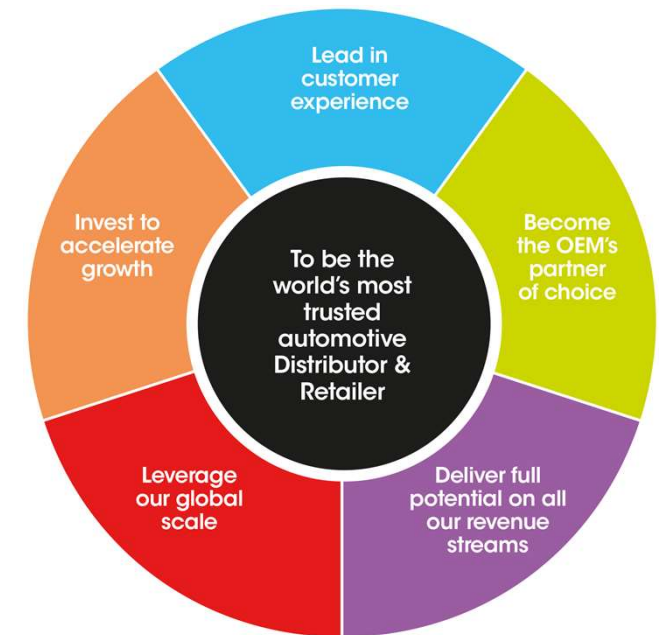 Lead in
customer
experience
Become
the OEM's
partner
of choice
Deliver full
potential on all
our revenue
streams
Leverage
our global
scale
Invest to
accelerate
growth
To be the
world's most
trusted
automotive
Distributor &
Retailer